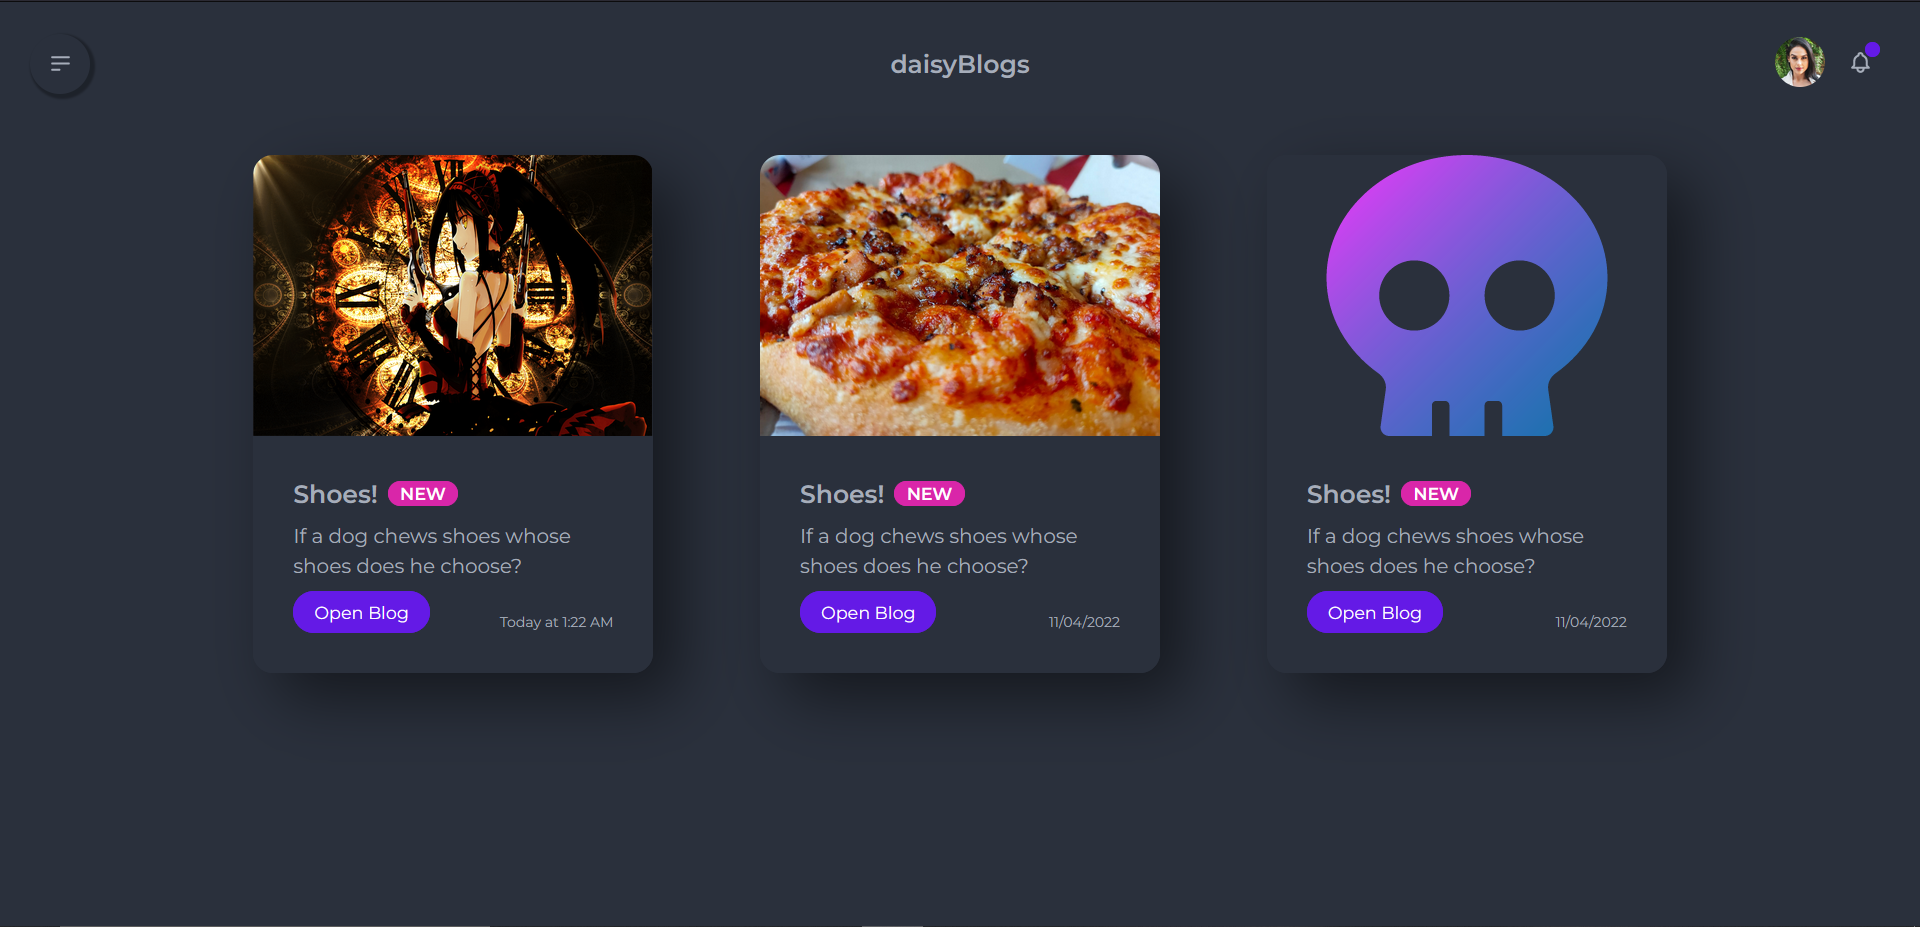 daisyBlogs
Shoes! NEW
If a dog chews shoes whose
shoes does he choose?
Open Blog
Today at 1:22 AM
Shoes! NEW
If a dog chews shoes whose
shoes does he choose?
Open Blog
11/04/2022
Shoes! NEW
If a dog chews shoes whose
shoes does he choose?
Open Blog
11/04/2022